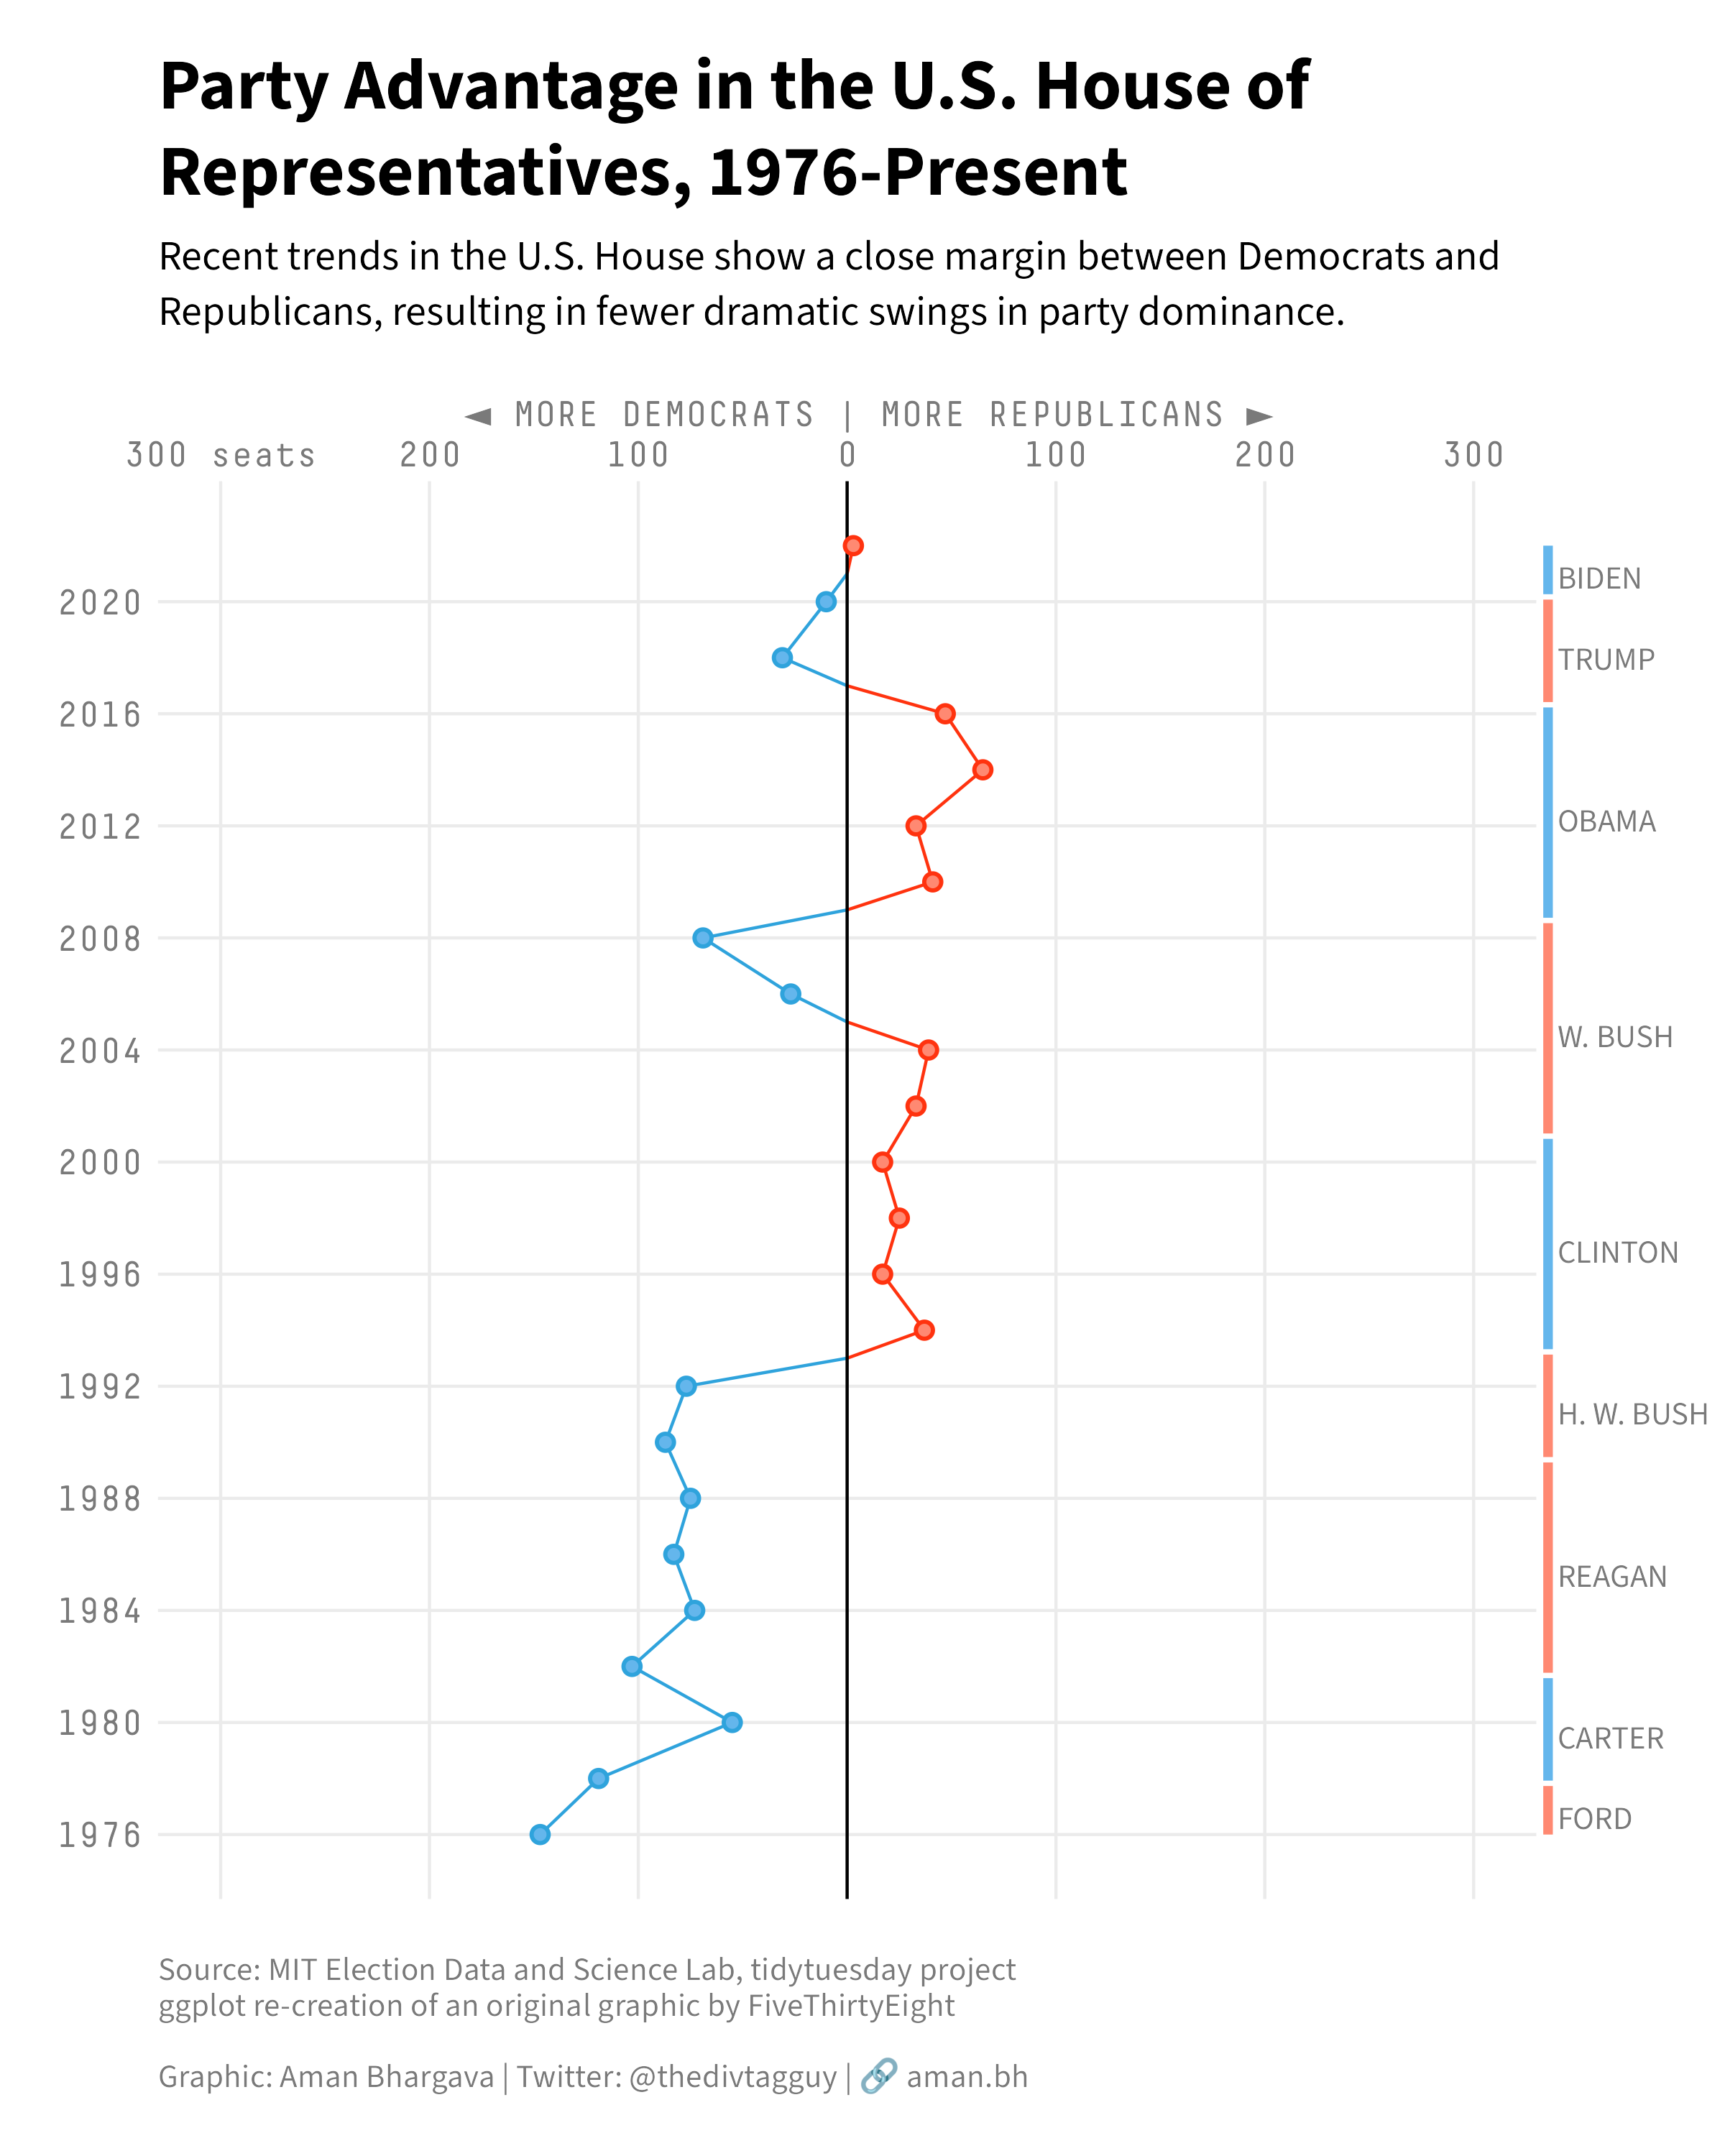 Party Advantage in the U.S. House of
Representatives, 1976-Present
Recent trends in the U.S. House show a close margin between Democrats and
Republicans, resulting in fewer dramatic swings in party dominance.
◄ MORE DEMOCRATS | MORE REPUBLICANS ►
300 seats 200 100 0 100 200 300
BIDEN
2020
TRUMP
2016
OBAMA
2012
2008
W. BUSH
2004
2000
CLINTON
1996
1992
H. W. BUSH
1988
REAGAN
1984
1980
CARTER
FORD
1976
Source: MIT Election Data and Science Lab, tidytuesday project
ggplot re-creation of an original graphic by FiveThirtyEight
Graphic: Aman Bhargava | Twitter: @thedivtagguy | 🔗 aman.bh